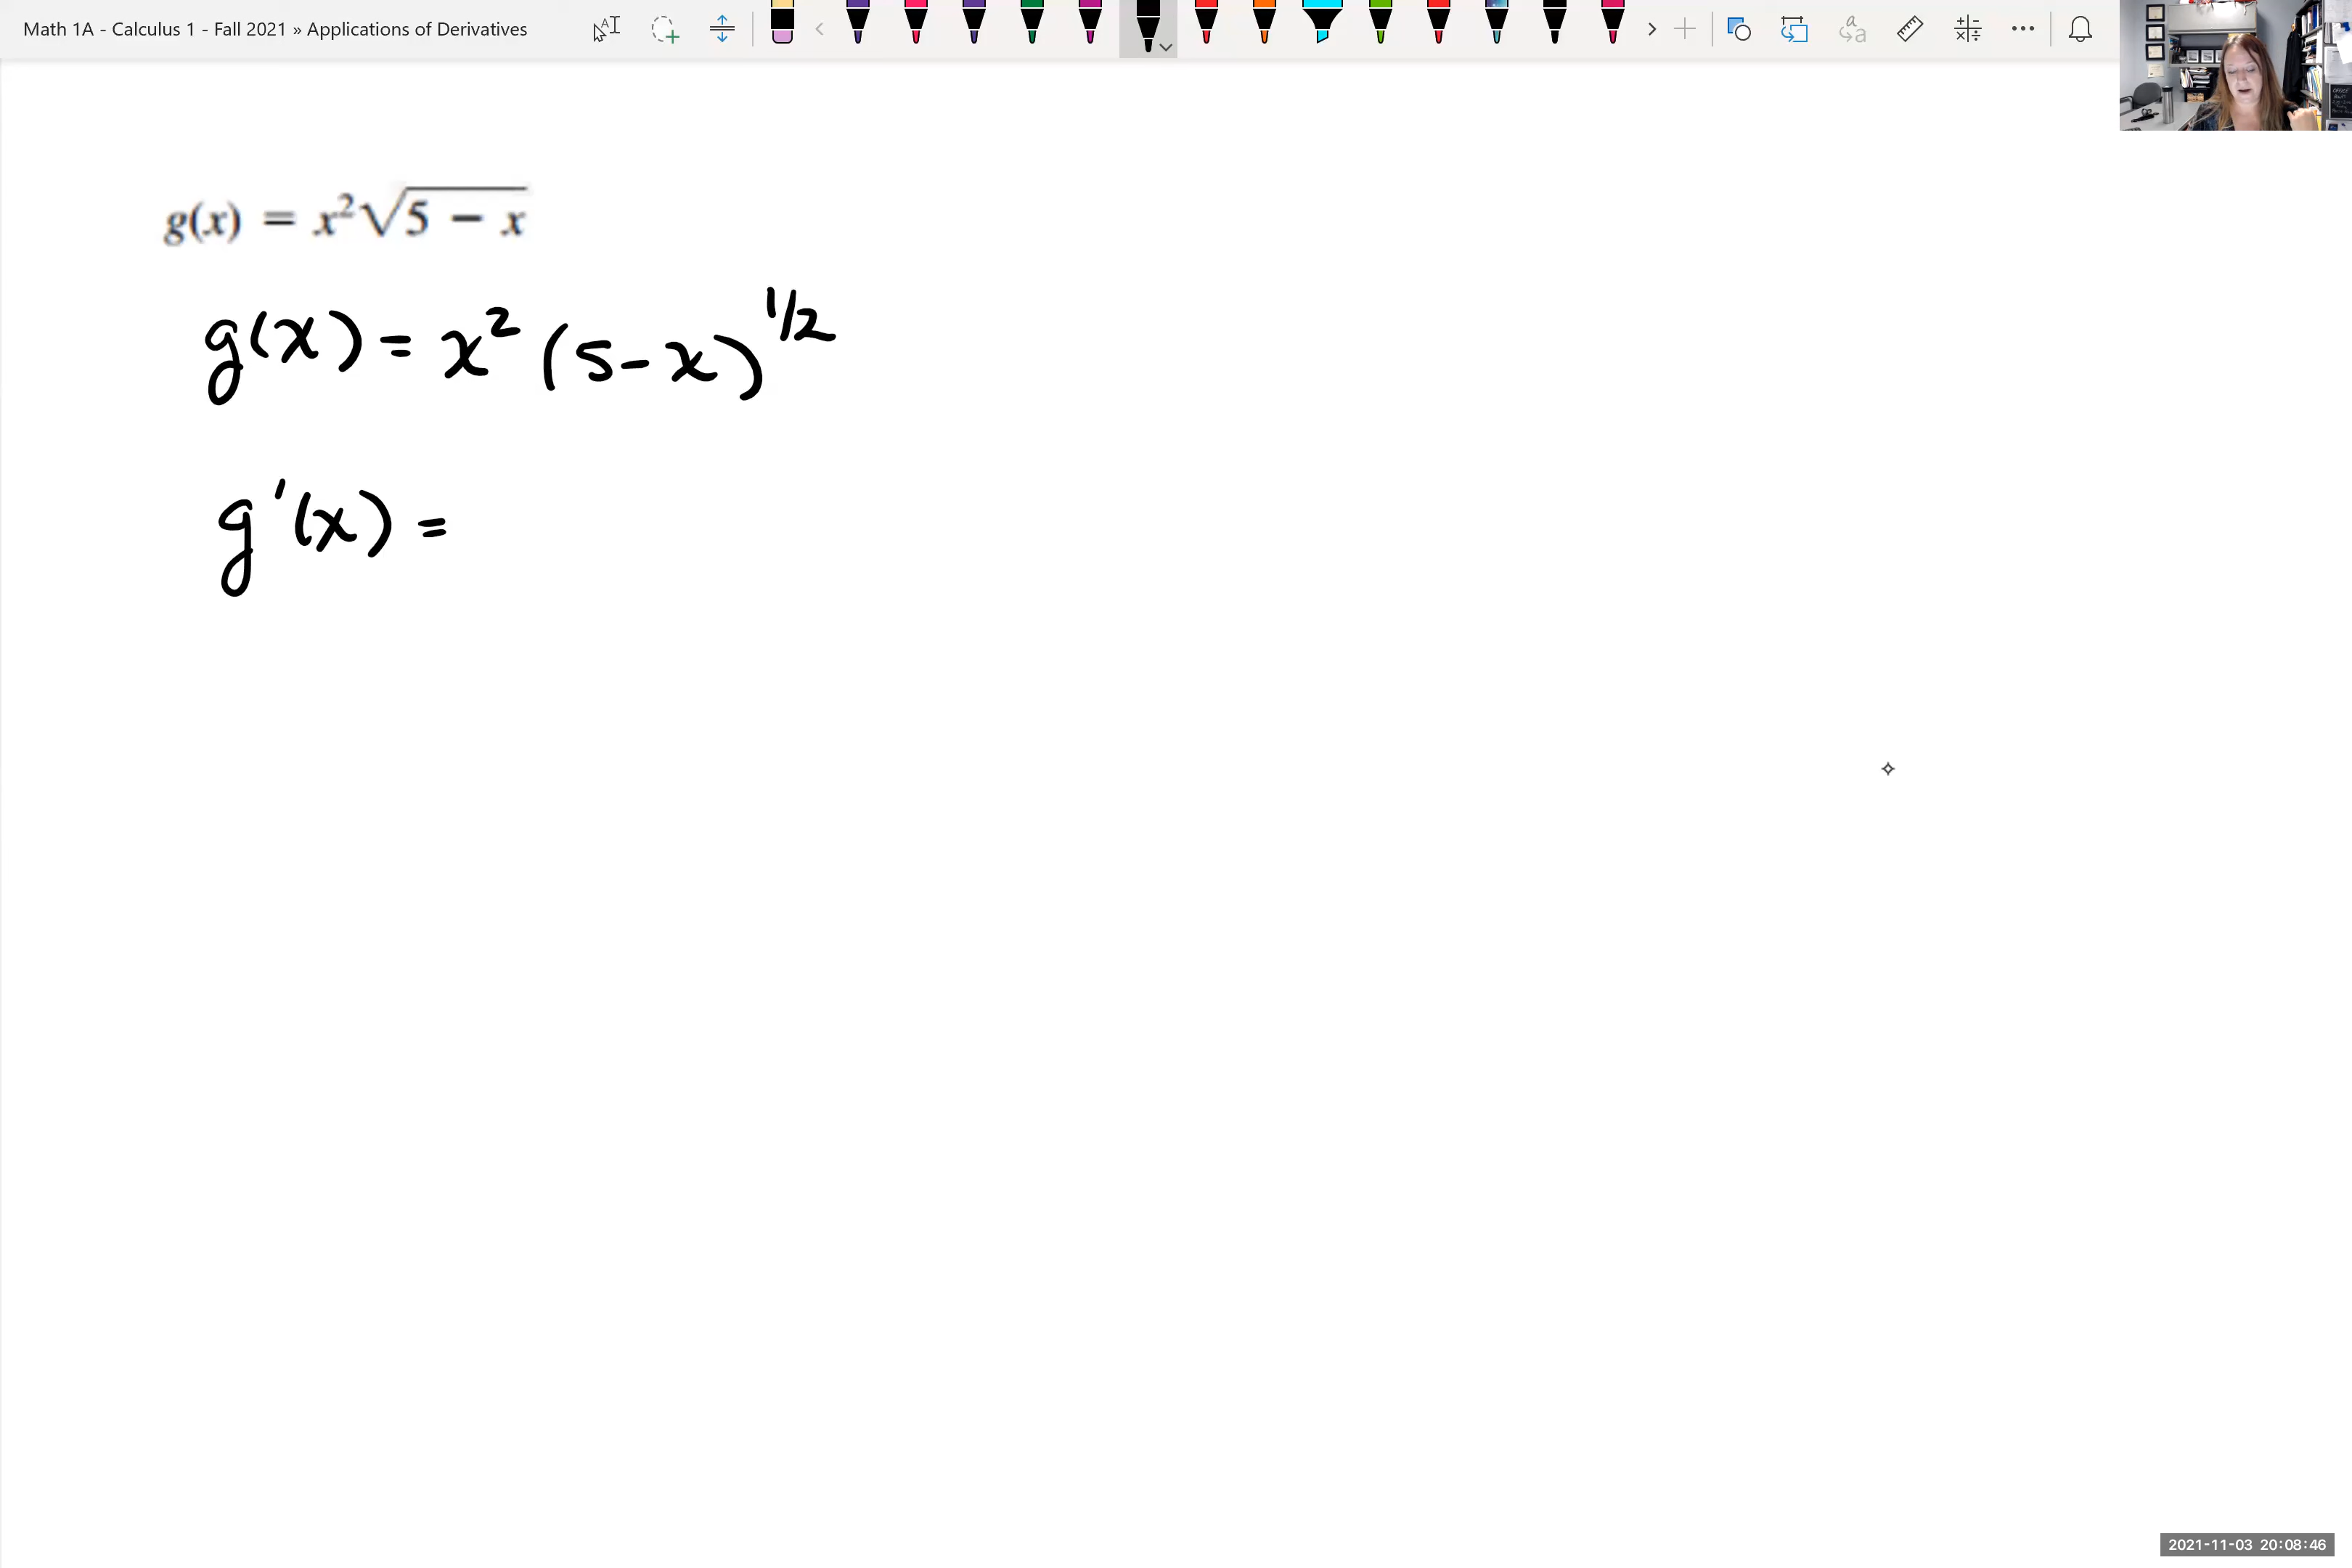 Math 1A - Calculus 1 - Fall 2021 » Applications of Derivatives
g(x) = x²√(5 − x)
g(x) = x² (5-x)^1/2
g'(x) =
2021-11-03 20:08:46